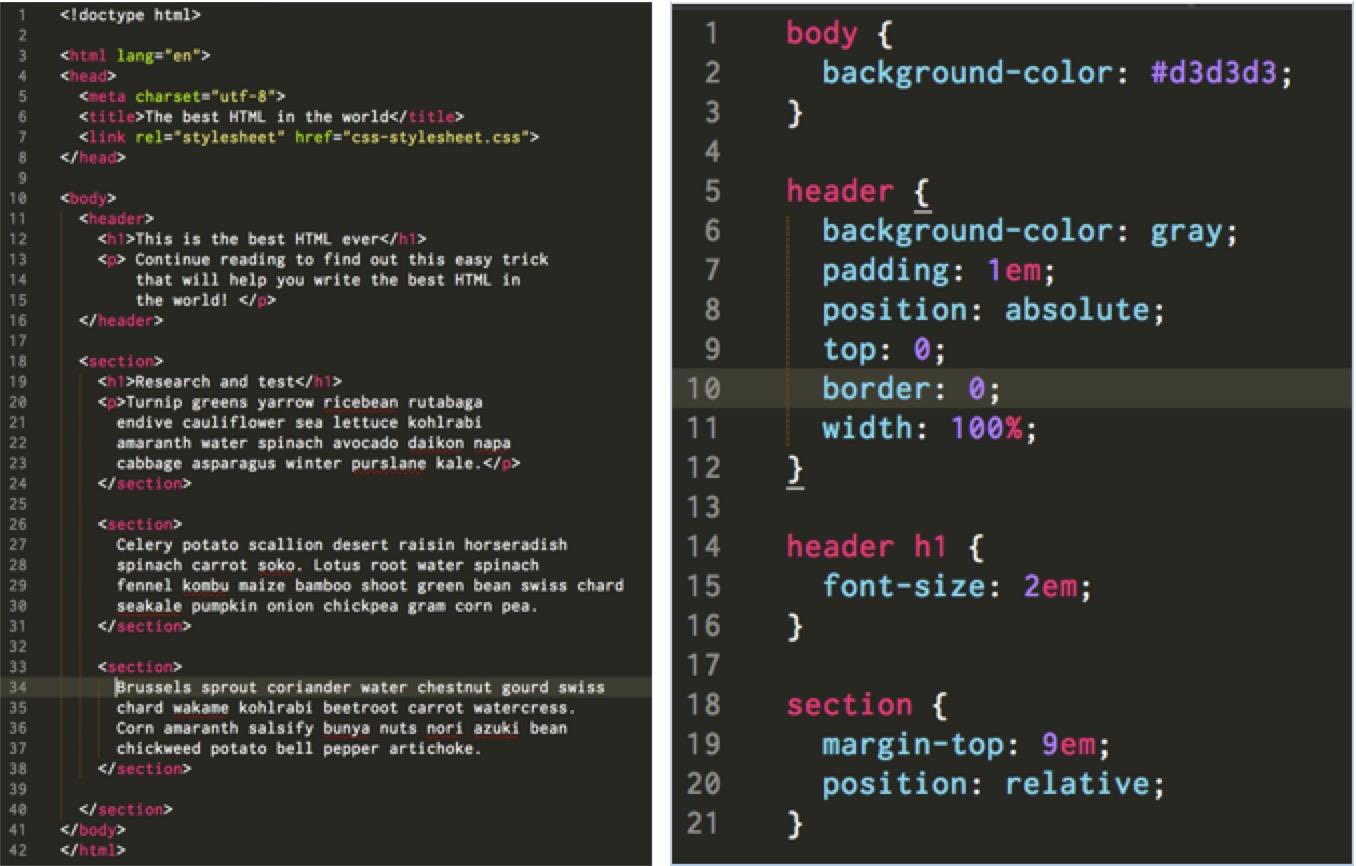 1 <!doctype html>
2
3 <html lang="en">
4 <head>
5 <meta charset="utf-8">
6 <title>The best HTML in the world</title>
7 <link rel="stylesheet" href="css-stylesheet.css">
8 </head>
9
10 <body>
11 <header>
12 <h1>This is the best HTML ever</h1>
13 <p> Continue reading to find out this easy trick
14 that will help you write the best HTML in
15 the world! </p>
16 </header>
17
18 <section>
19 <h1>Research and test</h1>
20 <p>Turnip greens yarrow ricebean rutabaga
21 endive cauliflower sea lettuce kohlrabi
22 amaranth water spinach avocado daikon napa
23 cabbage asparagus winter purslane kale.</p>
24 </section>
25
26 <section>
27 Celery potato scallion desert raisin horseradish
28 spinach carrot soko. Lotus root water spinach
29 fennel kombu maize bamboo shoot green bean swiss chard
30 seakale pumpkin onion chickpea gram corn pea.
31 </section>
32
33 <section>
34 Brussels sprout coriander water chestnut gourd swiss
35 chard wakame kohlrabi beetroot carrot watercress.
36 Corn amaranth salsify bunya nuts nori azuki bean
37 chickweed potato bell pepper artichoke.
38 </section>
39
40 </section>
41 </body>
42 </html>
1 body {
2 background-color: #d3d3d3;
3 }
4
5 header {
6 background-color: gray;
7 padding: 1em;
8 position: absolute;
9 top: 0;
10 border: 0;
11 width: 100%;
12 }
13
14 header h1 {
15 font-size: 2em;
16 }
17
18 section {
19 margin-top: 9em;
20 position: relative;
21 }